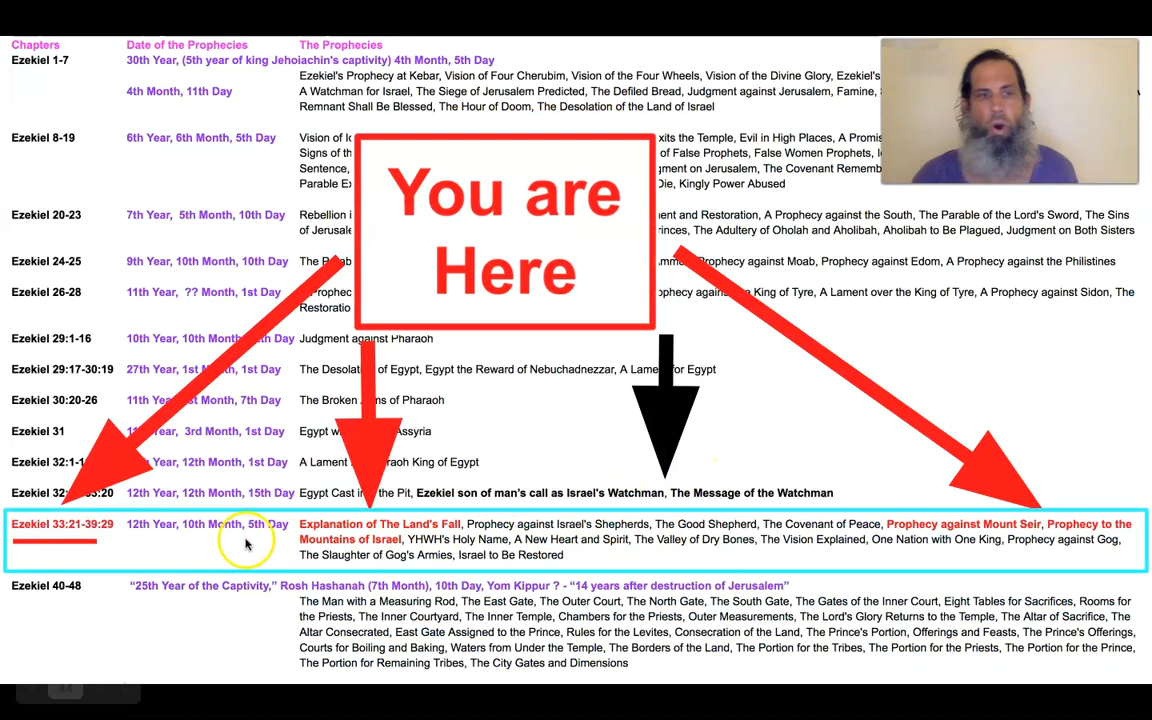 Chapters Date of the Prophecies The Prophecies
Ezekiel 1-7 30th Year, (5th year of king Jehoiachin's captivity) 4th Month, 5th Day
Ezekiel's Prophecy at Kebar, Vision of Four Cherubim, Vision of the Four Wheels, Vision of the Divine Glory, Ezekiel's
4th Month, 11th Day A Watchman for Israel, The Siege of Jerusalem Predicted, The Defiled Bread, Judgment against Jerusalem, Famine,
Remnant Shall Be Blessed, The Hour of Doom, The Desolation of the Land of Israel
Ezekiel 8-19 6th Year, 6th Month, 5th Day Vision of the Temple, Evil in High Places, A
Signs of of False Prophets, False Women Prophets,
Sentence, on Jerusalem, The Covenant
Parable Die, Kingly Power Abused
You are
Here
Ezekiel 20-23 7th Year, 5th Month, 10th Day Rebellion and Restoration, A Prophecy against the South, The Parable of the Lord's Sword, The Sins
of The Adultery of Oholah and Aholibah, Aholibah to Be Plagued, Judgment on Both Sisters
Ezekiel 24-25 9th Year, 10th Month, 10th Day The Prophecy against Moab, Prophecy against Edom, A Prophecy against the Philistines
Ezekiel 26-28 11th Year, ?? Month, 1st Day King of Tyre, A Lament over the King of Tyre, A Prophecy against Sidon, The
Ezekiel 29:1-16 10th Year, 10th Month, Day Judgment against Pharaoh
Ezekiel 29:17-30:19 27th Year, 1st 1st Day The of Egypt, Egypt the Reward of Nebuchadnezzar, A for Egypt
Ezekiel 30:20-26 11th Month, 7th Day The Broken of Pharaoh
Ezekiel 31 3rd Month, 1st Day Egypt Assyria
Ezekiel Year, 12th Month, 1st Day A Lament King of Egypt
Ezekiel 12th Year, 12th Month, 15th Day Egypt Cast the Pit, Ezekiel son of man's call as Israel's Watchman, The Message of the Watchman
Ezekiel 33:21-39:29 12th Year, 10th Month, 5th Day Explanation of The Land's Fall, Prophecy against Israel's Shepherds, The Good Shepherd, The Covenant of Peace, Prophecy against Mount Seir, Prophecy to the
Mountains of Israel, YHWH's Holy Name, A New Heart and Spirit, The Valley of Dry Bones, The Vision Explained, One Nation with One King, Prophecy against Gog,
The Slaughter of Gog's Armies, Israel to Be Restored
Ezekiel 40-48 “25th Year of the Captivity,” Rosh Hashanah (7th Month), 10th Day, Yom Kippur ? - “14 years after destruction of Jerusalem”
The Man with a Measuring Rod, The East Gate, The Outer Court, The North Gate, The South Gate, The Gates of the Inner Court, Eight Tables for Sacrifices, Rooms for
the Priests, The Inner Courtyard, The Inner Temple, Chambers for the Priests, Outer Measurements, The Lord's Glory Returns to the Temple, The Altar of Sacrifice, The
Altar Consecrated, East Gate Assigned to the Prince, Rules for the Levites, Consecration of the Land, The Prince's Portion, Offerings and Feasts, The Prince's Offerings,
Courts for Boiling and Baking, Waters from Under the Temple, The Borders of the Land, The Portion for the Tribes, The Portion for the Priests, The Portion for the Prince,
The Portion for Remaining Tribes, The City Gates and Dimensions
44